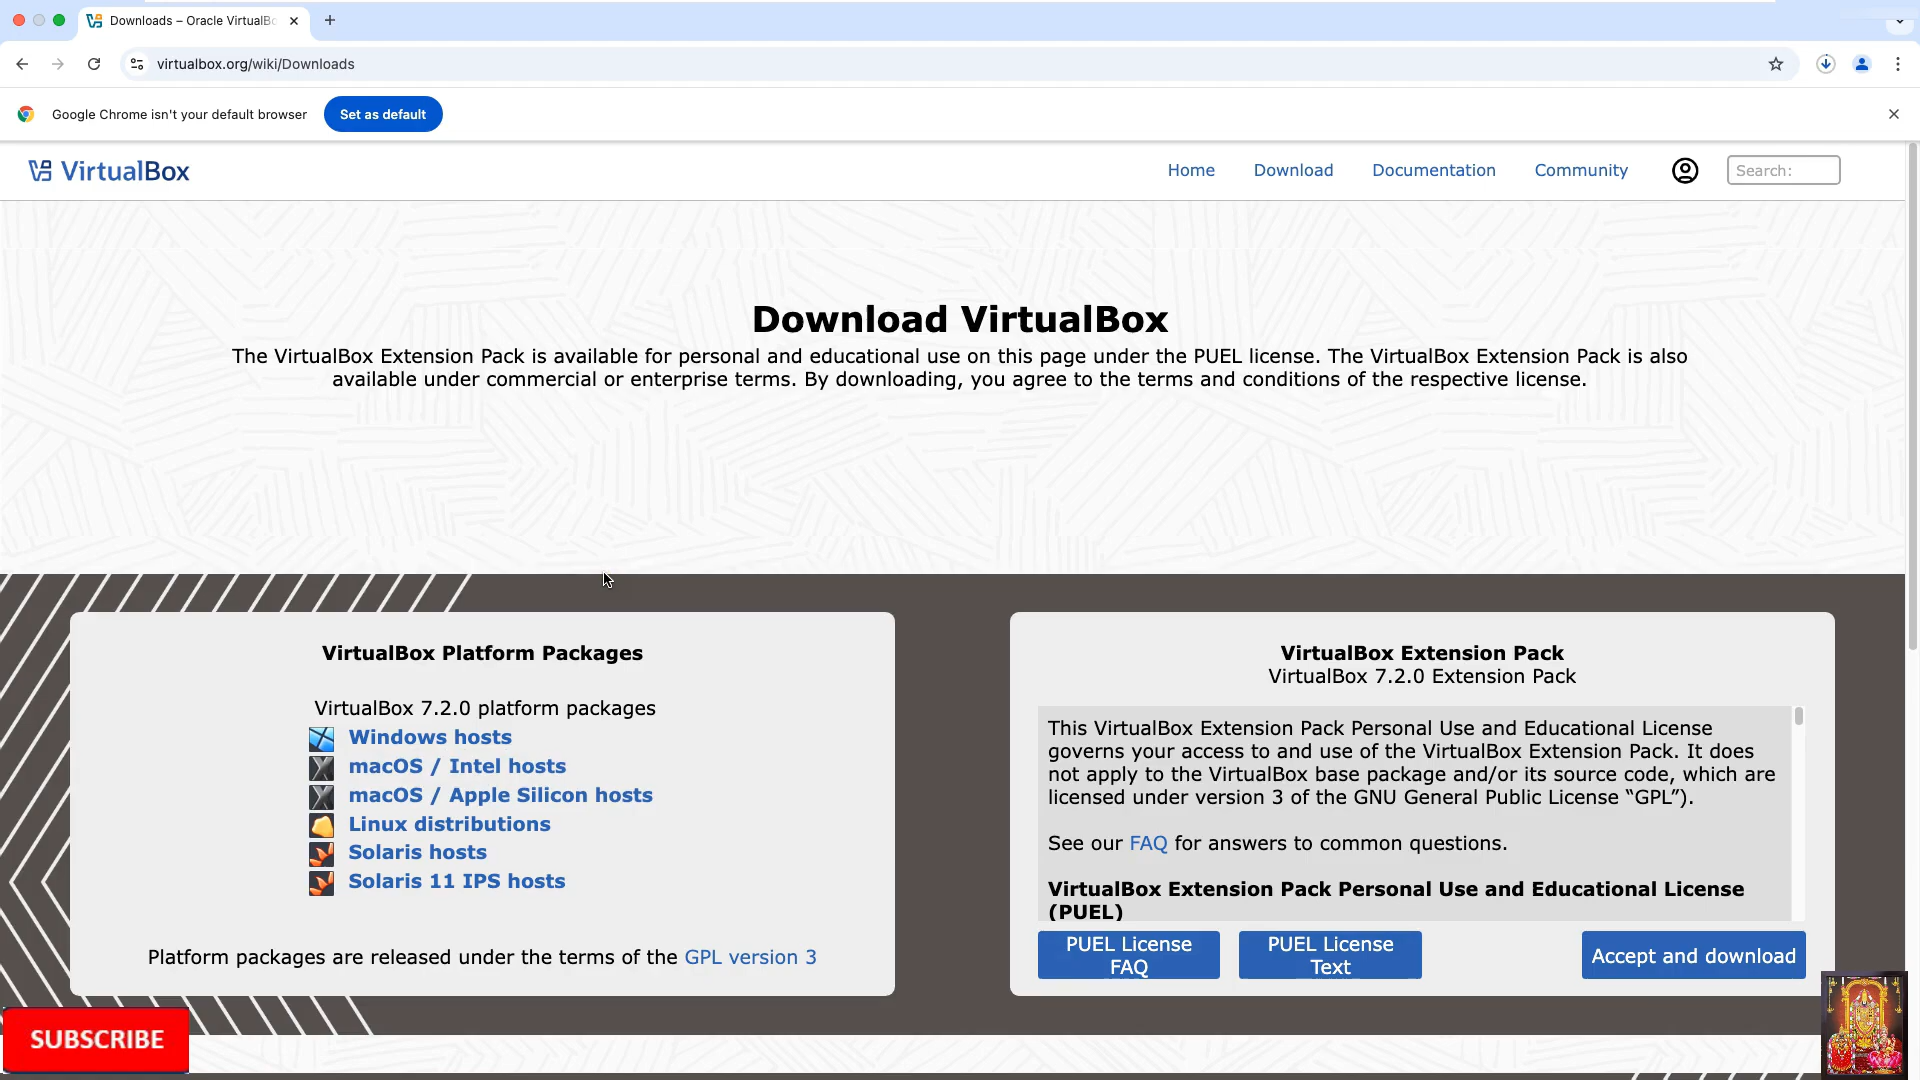 Downloads – Oracle VirtualBo
virtualbox.org/wiki/Downloads
Google Chrome isn't your default browser
Set as default
VirtualBox
Home
Download
Documentation
Community
Search:
Download VirtualBox
The VirtualBox Extension Pack is available for personal and educational use on this page under the PUEL license. The VirtualBox Extension Pack is also
available under commercial or enterprise terms. By downloading, you agree to the terms and conditions of the respective license.
VirtualBox Platform Packages
VirtualBox 7.2.0 platform packages
Windows hosts
macOS / Intel hosts
macOS / Apple Silicon hosts
Linux distributions
Solaris hosts
Solaris 11 IPS hosts
Platform packages are released under the terms of the GPL version 3
VirtualBox Extension Pack
VirtualBox 7.2.0 Extension Pack
This VirtualBox Extension Pack Personal Use and Educational License
governs your access to and use of the VirtualBox Extension Pack. It does
not apply to the VirtualBox base package and/or its source code, which are
licensed under version 3 of the GNU General Public License “GPL”).
See our FAQ for answers to common questions.
VirtualBox Extension Pack Personal Use and Educational License
(PUEL)
PUEL License
FAQ
PUEL License
Text
Accept and download
SUBSCRIBE